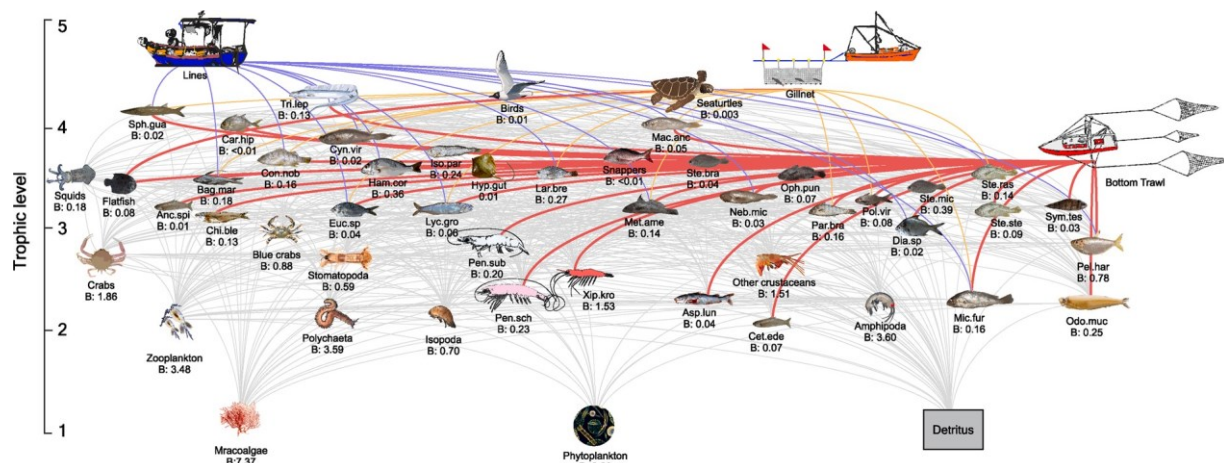 5
4
3
2
1
Trophic level
Lines
Gillnet
Bottom Trawl
Tri.lep
B: 0.13
Birds
B: 0.01
Seaturtles
B: 0.003
Sph.gua
B: 0.02
Car.hip
B: <0.01
Cyn.vir
B: 0.02
Mac.anc
B: 0.05
Squids
B: 0.18
Flatfish
B: 0.08
Con.nob
B: 0.16
Bag.mar
B: 0.18
Ham.cor
B: 0.36
Iso.par
B: 0.24
Hyp.gut
0.01
Lar.bre
B: 0.27
Snappers
B: <0.01
Ste.bra
B: 0.04
Oph.pun
B: 0.07
Ste.mic
B: 0.39
Ste.ras
B: 0.14
Anc.spi
B: 0.01
Chi.ble
B: 0.13
Blue crabs
B: 0.88
Euc.sp
B: 0.04
Lyc.gro
B: 0.06
Met.ame
B: 0.14
Neb.mic
B: 0.03
Par.bra
B: 0.16
Pol.vir
B: 0.08
Dia.sp
B: 0.02
Ste.ste
B: 0.09
Sym.tes
B: 0.03
Pel.har
B: 0.78
Crabs
B: 1.86
Stomatopoda
B: 0.59
Pen.sub
B: 0.20
Pen.sch
B: 0.23
Xip.kro
B: 1.53
Other crustaceans
B: 1.51
Asp.lun
B: 0.04
Cet.ede
B: 0.07
Amphipoda
B: 3.60
Mic.fur
B: 0.16
Odo.muc
B: 0.25
Zooplankton
B: 3.48
Polychaeta
B: 3.59
Isopoda
B: 0.70
Mracoalgae
B:7.37
Phytoplankton
Detritus